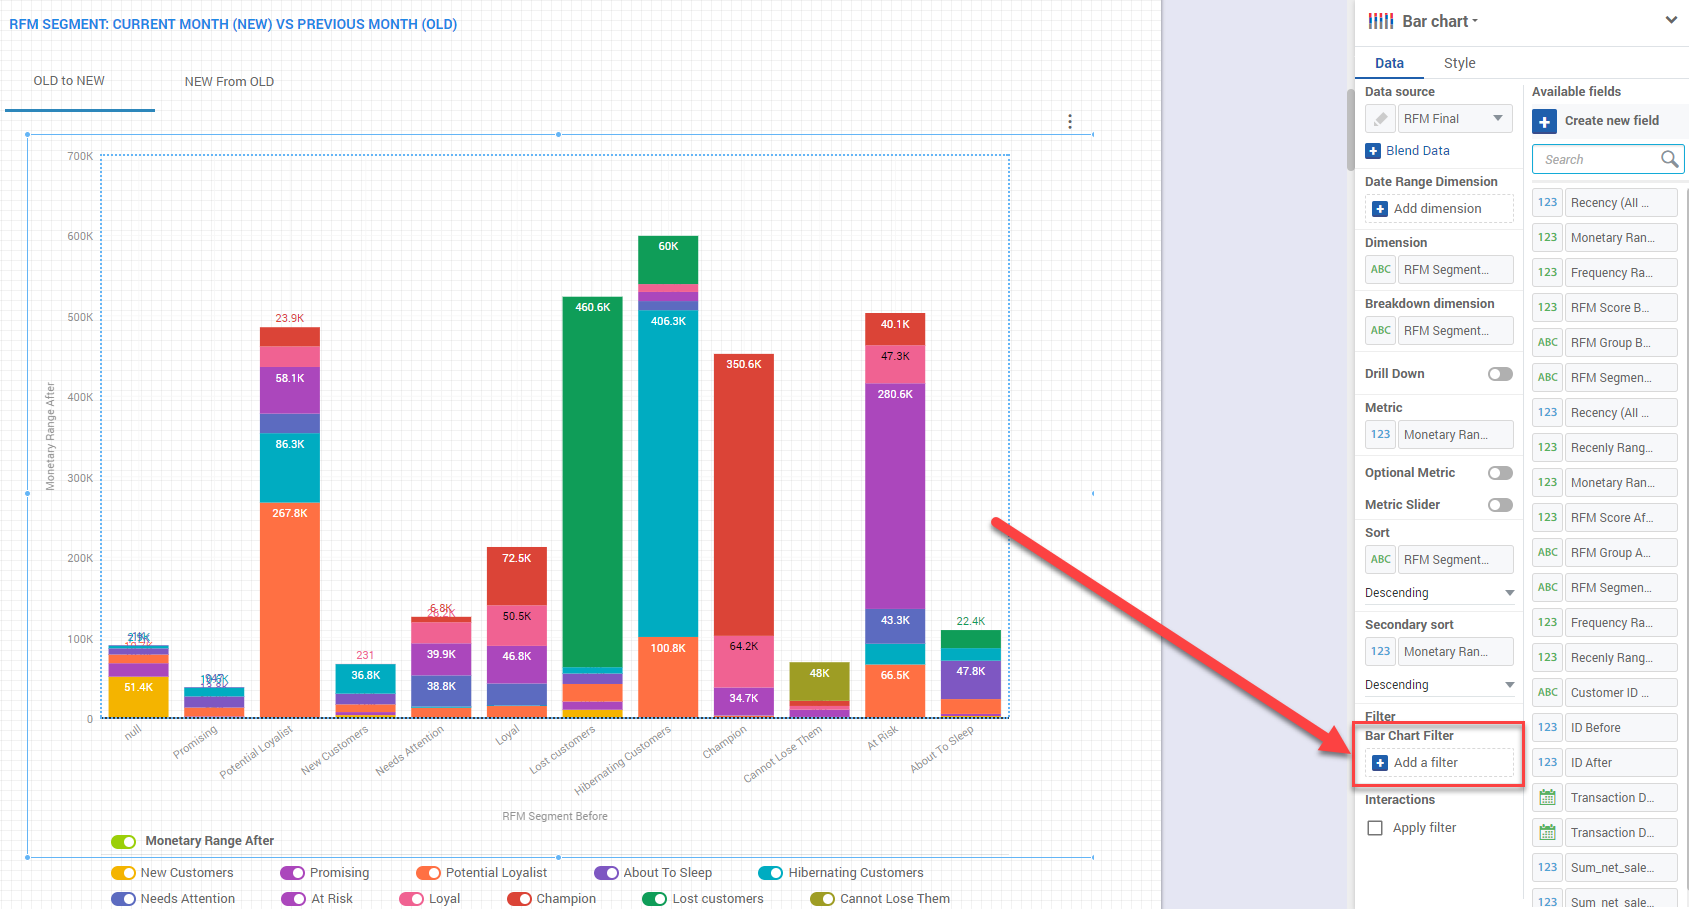 RFM SEGMENT: CURRENT MONTH (NEW) VS PREVIOUS MONTH (OLD)
OLD to NEW
NEW From OLD
700K
600K
500K
400K
300K
200K
100K
0
Monetary Range After
51.4K
23.9K
58.1K
86.3K
267.8K
231
36.8K
6.8K
39.9K
38.8K
72.5K
50.5K
46.8K
460.6K
60K
406.3K
100.8K
350.6K
64.2K
34.7K
48K
40.1K
47.3K
280.6K
43.3K
66.5K
22.4K
47.8K
null
Promising
Potential Loyalist
New Customers
Needs Attention
Loyal
Lost customers
Hibernating Customers
Champion
Cannot Lose Them
At Risk
About To Sleep
RFM Segment Before
Monetary Range After
New Customers
Promising
Potential Loyalist
About To Sleep
Hibernating Customers
Needs Attention
At Risk
Loyal
Champion
Lost customers
Cannot Lose Them
Bar chart
Data
Style
Data source
RFM Final
Blend Data
Date Range Dimension
Add dimension
Dimension
ABC RFM Segment...
Breakdown dimension
ABC RFM Segment...
Drill Down
Metric
123 Monetary Ran...
Optional Metric
Metric Slider
Sort
ABC RFM Segment...
Descending
Secondary sort
123 Monetary Ran...
Descending
Filter
Bar Chart Filter
Add a filter
Interactions
Apply filter
Available fields
Create new field
Search
123 Recency (All ...
123 Monetary Ran...
123 Frequency Ra...
123 RFM Score B...
ABC RFM Group B...
ABC RFM Segmen...
123 Recency (All ...
123 Recenly Rang...
123 Monetary Ran...
123 RFM Score Af...
ABC RFM Group A...
ABC RFM Segmen...
123 Frequency Ra...
123 Recenly Rang...
ABC Customer ID ...
123 ID Before
123 ID After
Transaction D...
Transaction D...
123 Sum_net_sale...
123 Sum_net_sale...